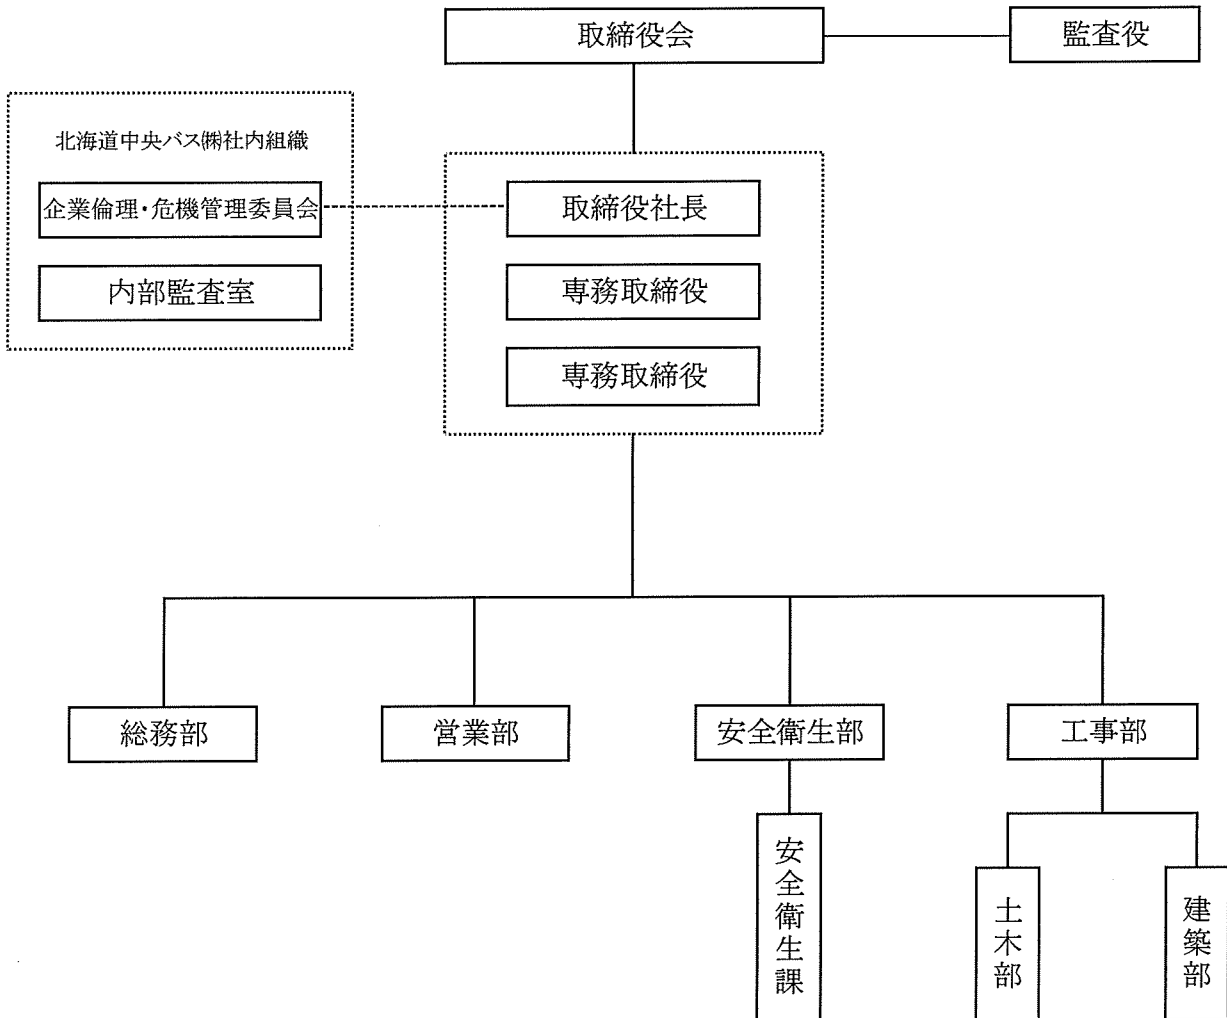 取締役会
監査役
北海道中央バス㈱社内組織
企業倫理・危機管理委員会
内部監査室
取締役社長
専務取締役
専務取締役
総務部
営業部
安全衛生部
工事部
安全衛生課
土木部
建築部